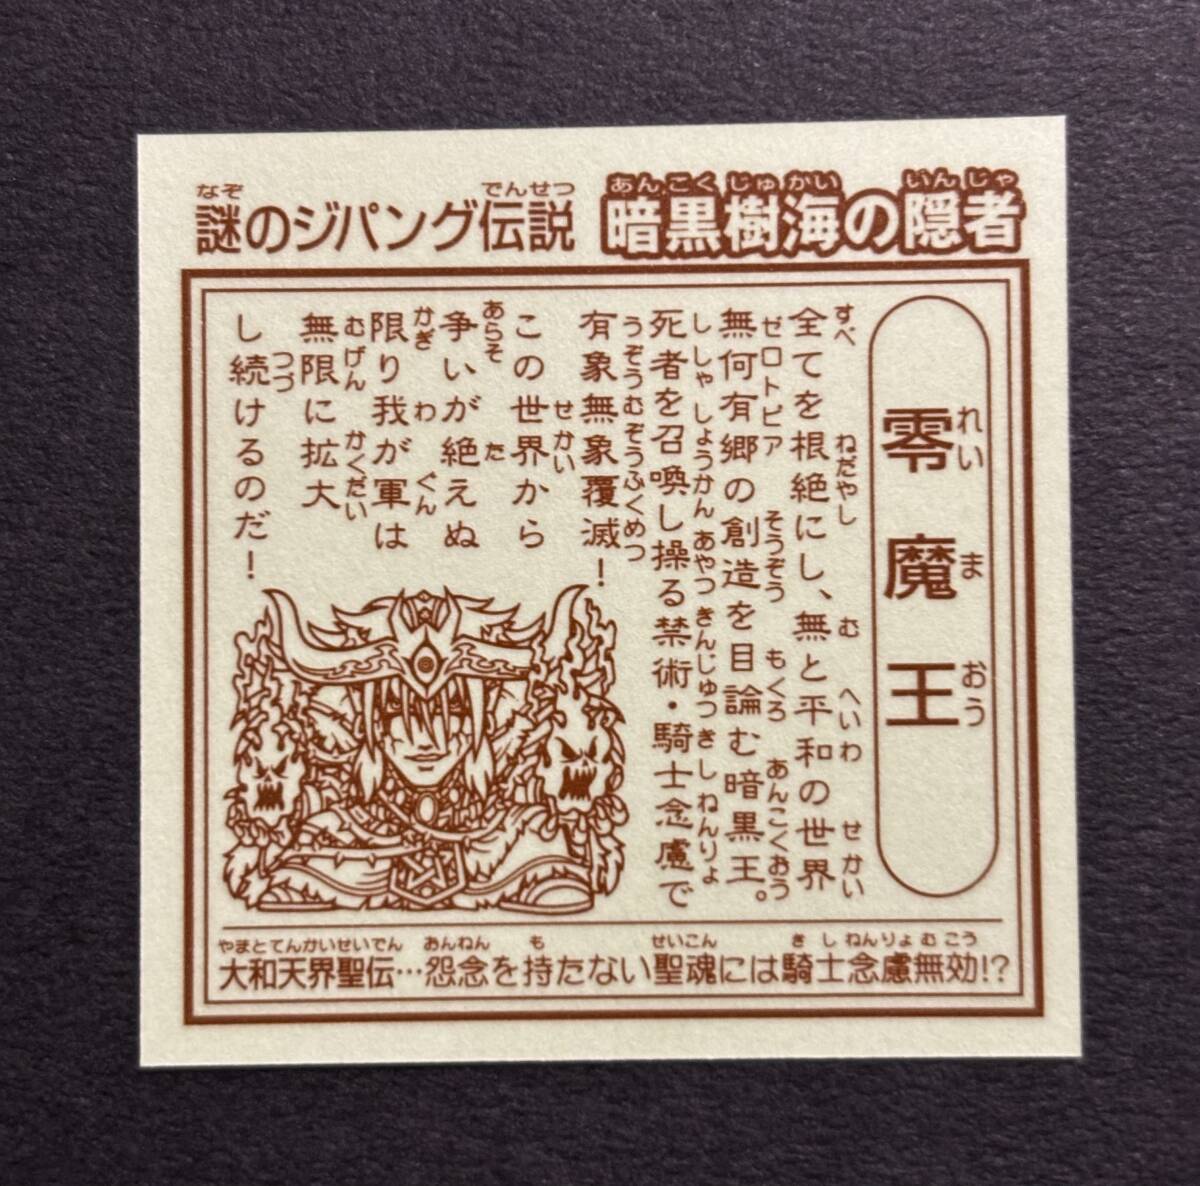 謎のジパング伝説 暗黒樹海の隠者
零魔王
全てを根絶にし、無と平和の世界
無何有郷の創造を目論む暗黒王。
死者を召喚し操る禁術・騎士念慮で
有象無象覆滅！
この世界から
争いが絶えぬ
限り我が軍は
無限に拡大
し続けるのだ！
大和天界聖伝…怨念を持たない聖魂には騎士念慮無効!?